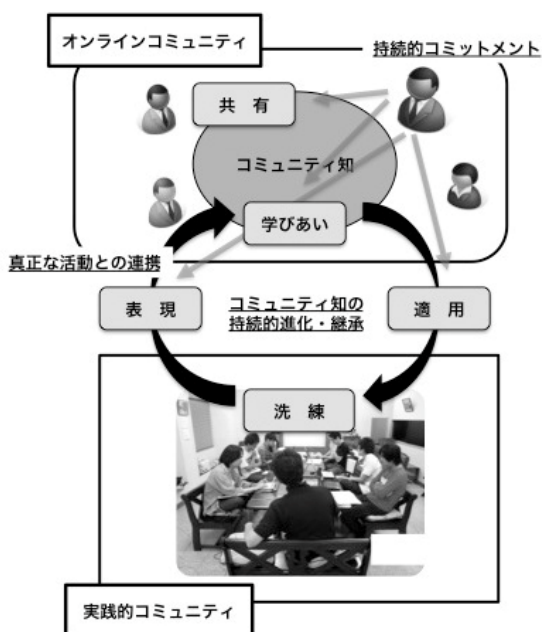 オンラインコミュニティ
持続的コミットメント
共 有
コミュニティ知
学びあい
真正な活動との連携
表 現
コミュニティ知の
持続的進化・継承
適 用
洗 練
実践的コミュニティ